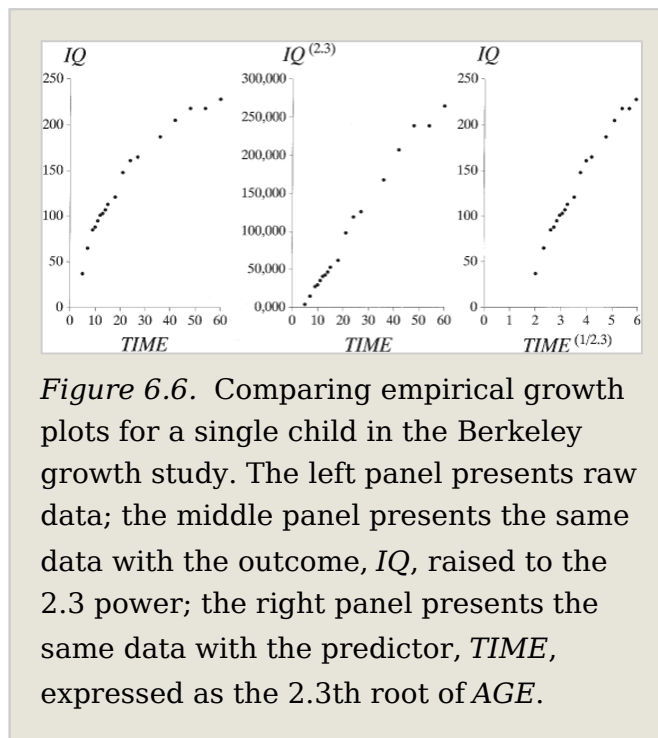 IQ IQ (2.3) IQ
250 300,000 250
250,000
200 200
200,000
150 150
150,000
100 100
100,000
50 50,000 50
0 0,000 0
0 10 20 30 40 50 60 0 10 20 30 40 50 60 0 1 2 3 4 5 6
TIME TIME TIME (1/2.3)
Figure 6.6. Comparing empirical growth
plots for a single child in the Berkeley
growth study. The left panel presents raw
data; the middle panel presents the same
data with the outcome, IQ, raised to the
2.3 power; the right panel presents the
same data with the predictor, TIME,
expressed as the 2.3th root of AGE.